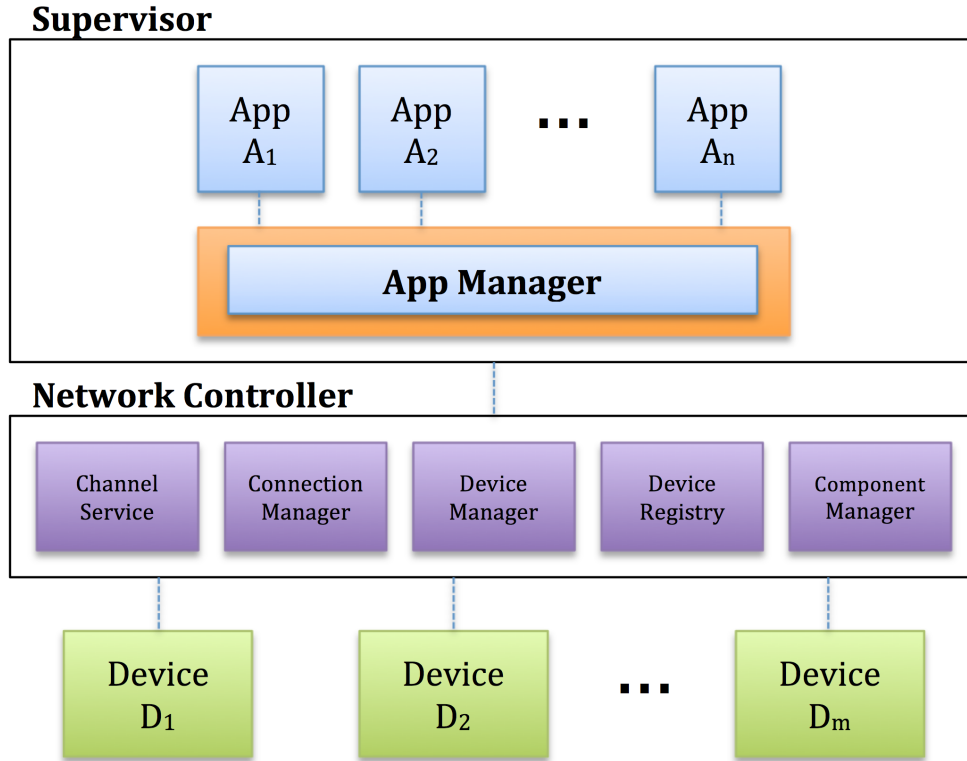 Supervisor
App App ... App
A₁ A₂ Aₙ
App Manager
Network Controller
Channel Connection Device Device Component
Service Manager Manager Registry Manager
Device Device ... Device
D₁ D₂ Dₘ